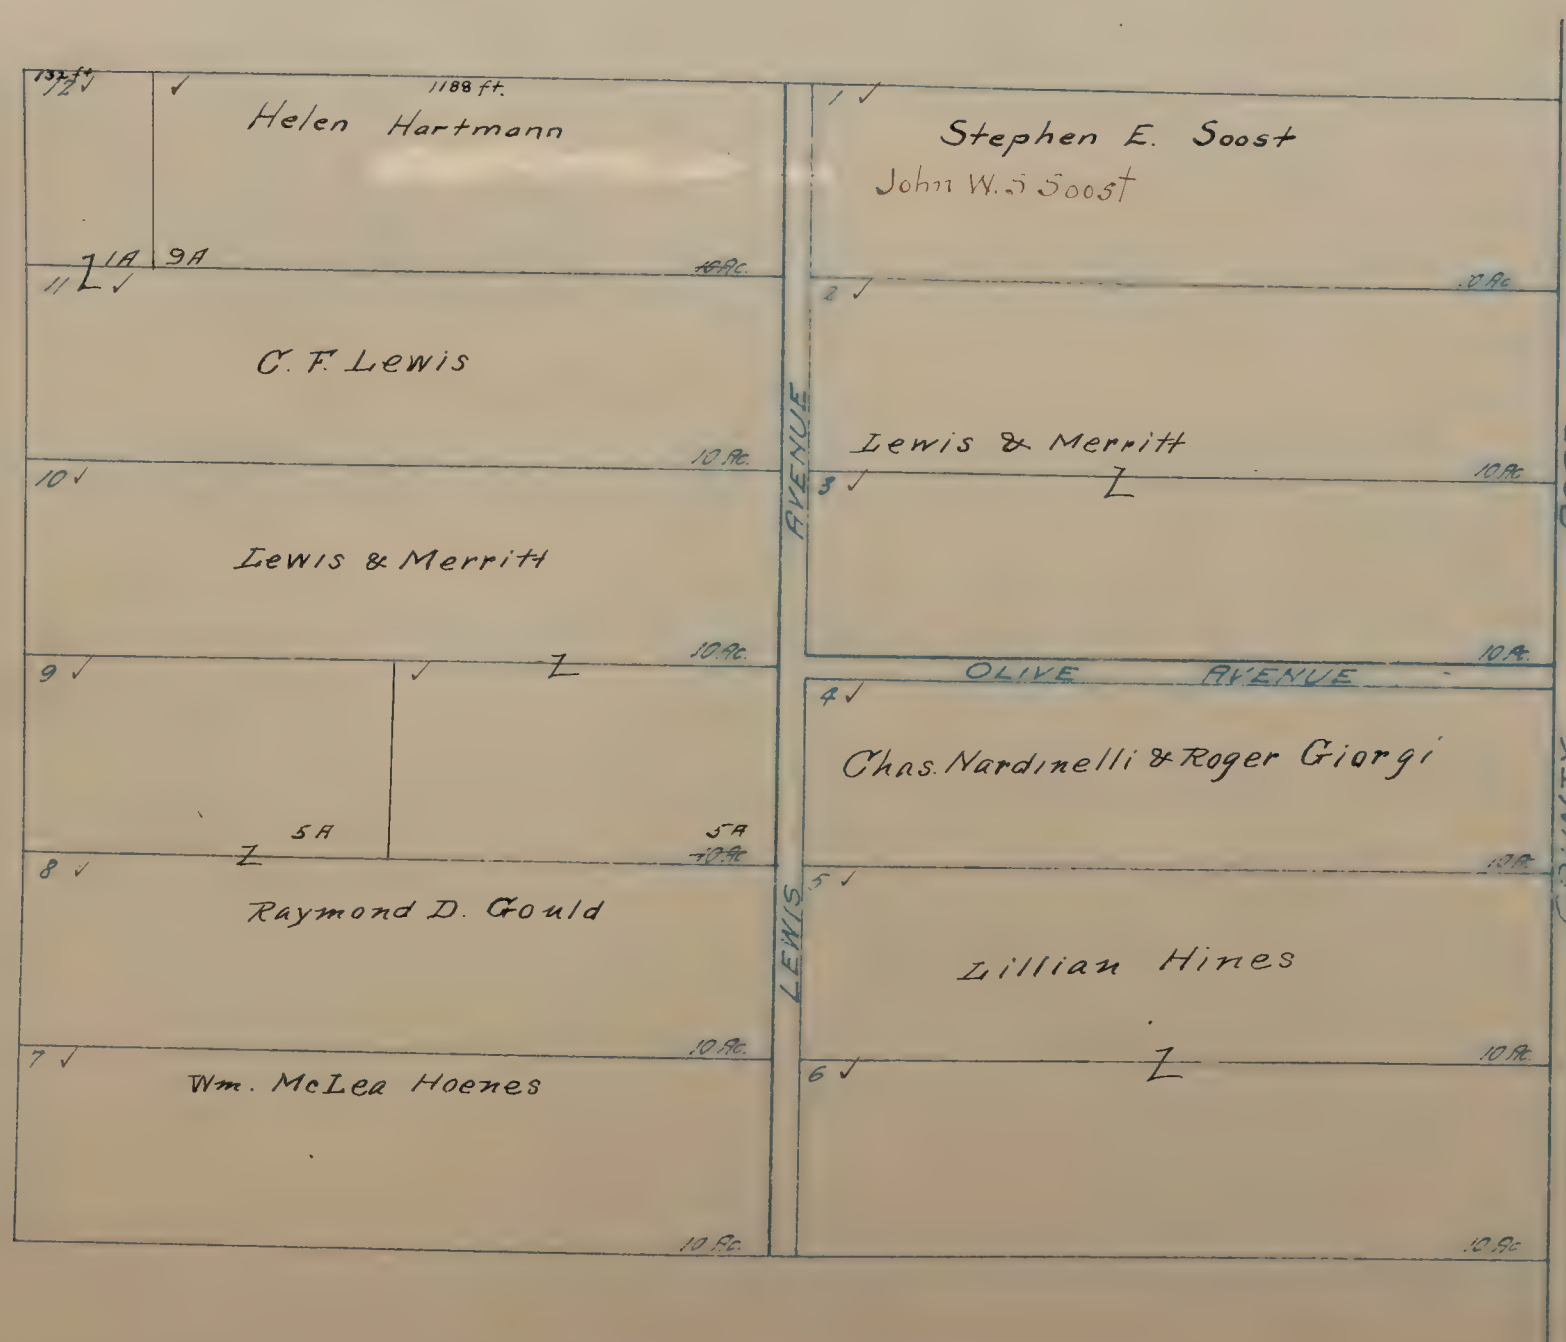 132 ft.
12 ✓
✓
1188 ft.
Helen Hartmann
1A
9A
10 Ac.
11 ✓
C. F. Lewis
10 Ac.
10 ✓
Lewis & Merritt
10 Ac.
9 ✓
✓
5 A
5 A
10 Ac
8 ✓
Raymond D. Gould
10 Ac.
7 ✓
Wm. McLea Hoenes
10 Ac.
LEWIS AVENUE
1 ✓
Stephen E. Soost
John W. S Soost
10 Ac
2 ✓
Lewis & Merritt
10 Ac
3 ✓
10 Ac.
OLIVE AVENUE
4 ✓
Chas. Nardinelli & Roger Giorgi
10 Ac
5 ✓
Lillian Hines
10 Ac.
6 ✓
10 Ac